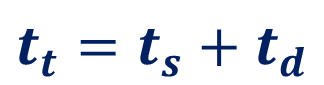 t_t = t_s + t_d